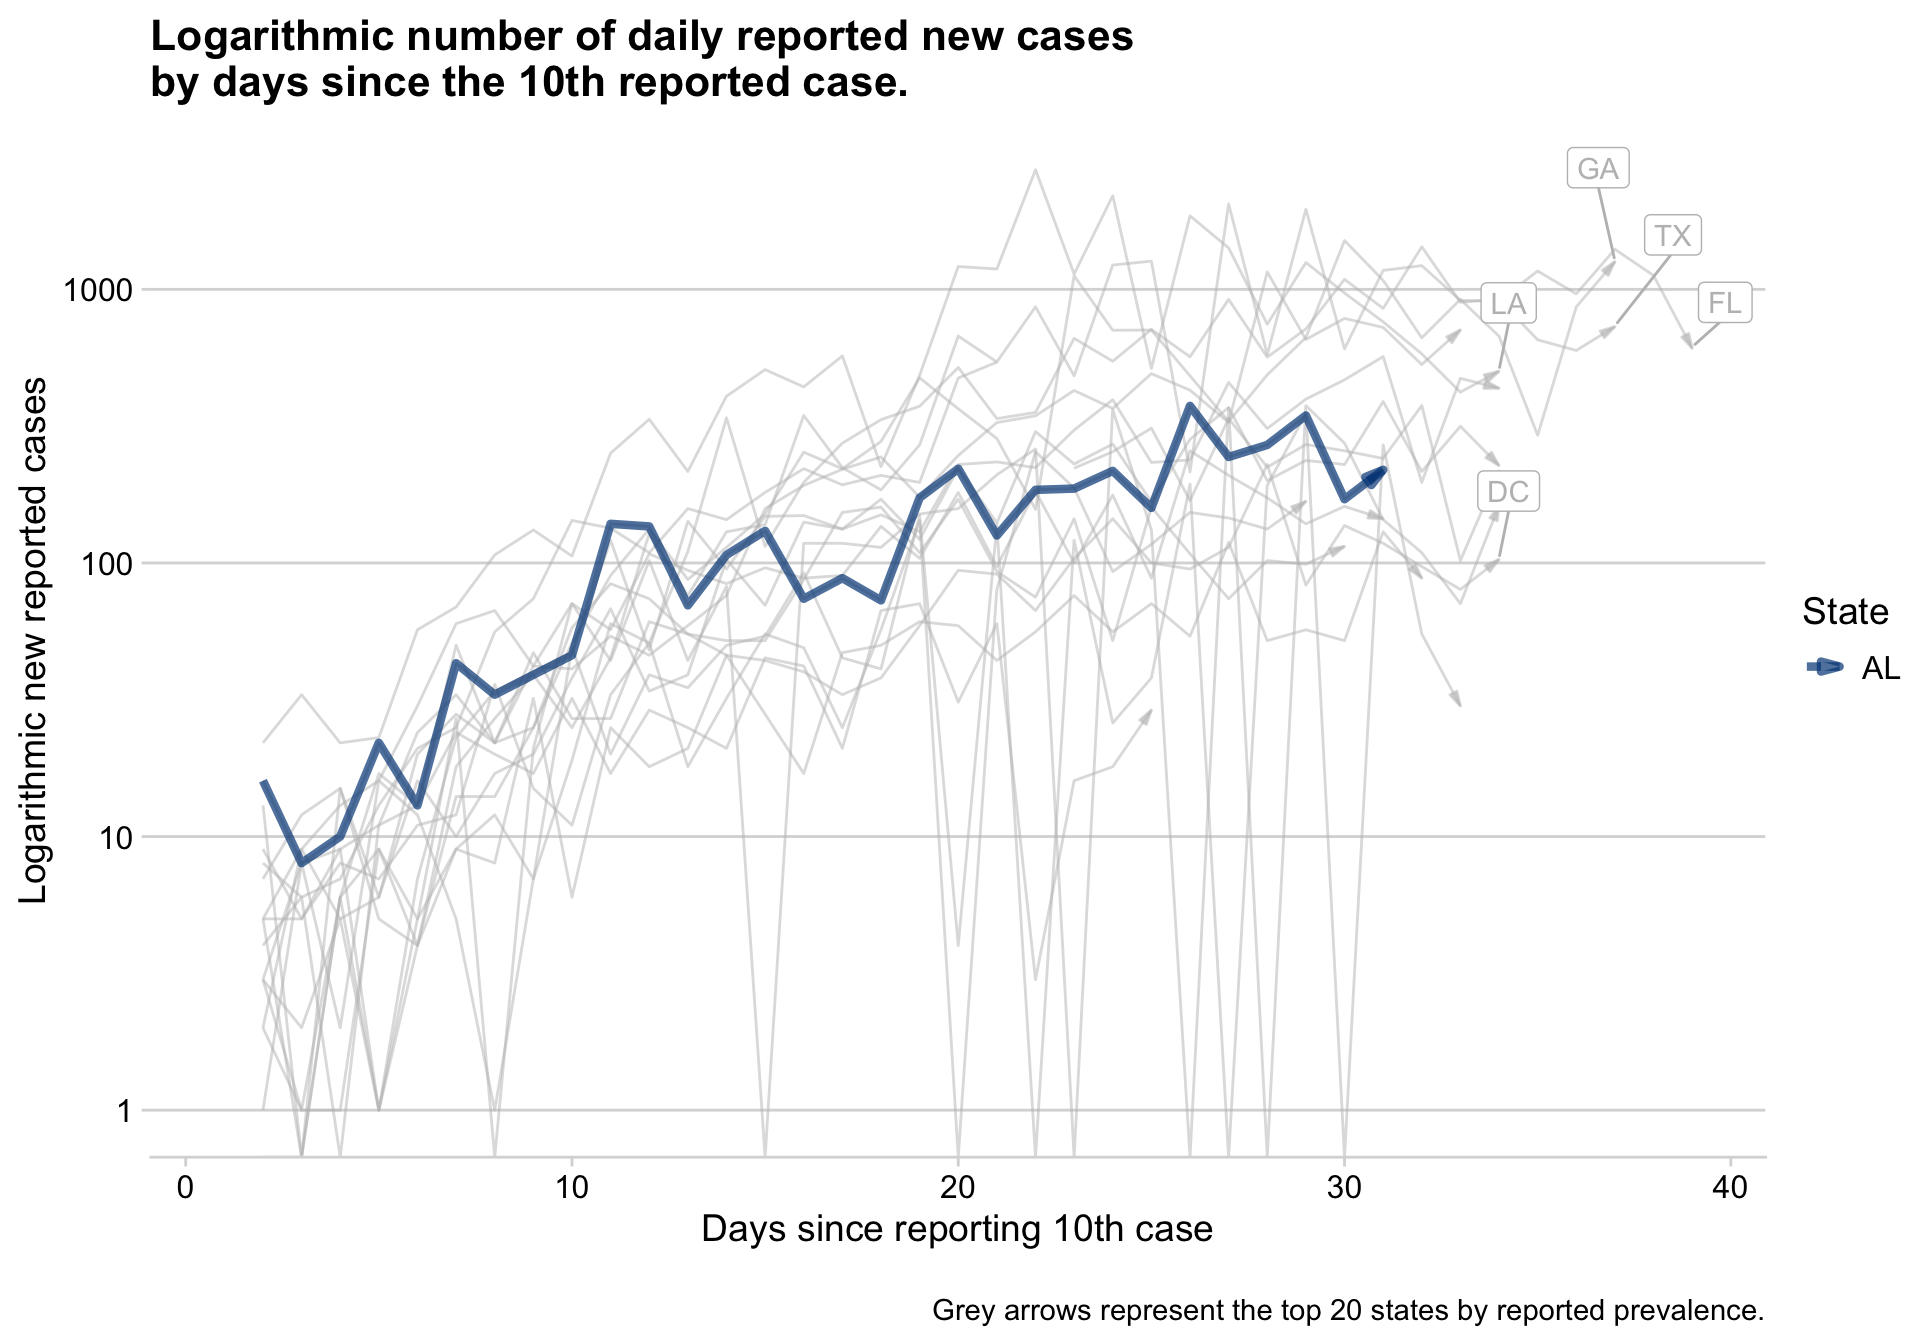 Logarithmic number of daily reported new cases
by days since the 10th reported case.
GA
TX
1000
LA
FL
Logarithmic new reported cases
DC
100
State
AL
10
1
0 10 20 30 40
Days since reporting 10th case
Grey arrows represent the top 20 states by reported prevalence.